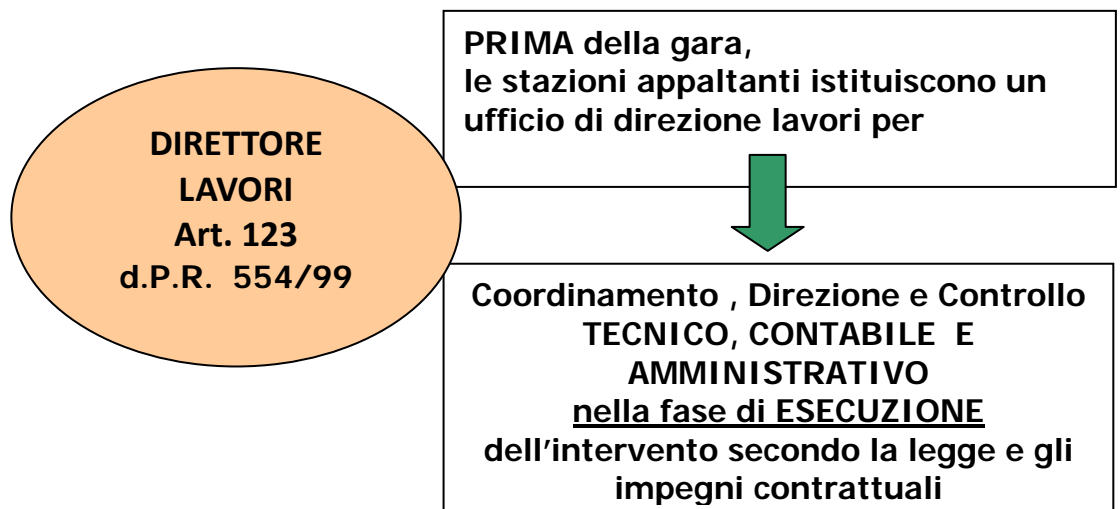 DIRETTORE
LAVORI
Art. 123
d.P.R. 554/99
PRIMA della gara,
le stazioni appaltanti istituiscono un
ufficio di direzione lavori per
Coordinamento , Direzione e Controllo
TECNICO, CONTABILE E
AMMINISTRATIVO
nella fase di ESECUZIONE
dell'intervento secondo la legge e gli
impegni contrattuali